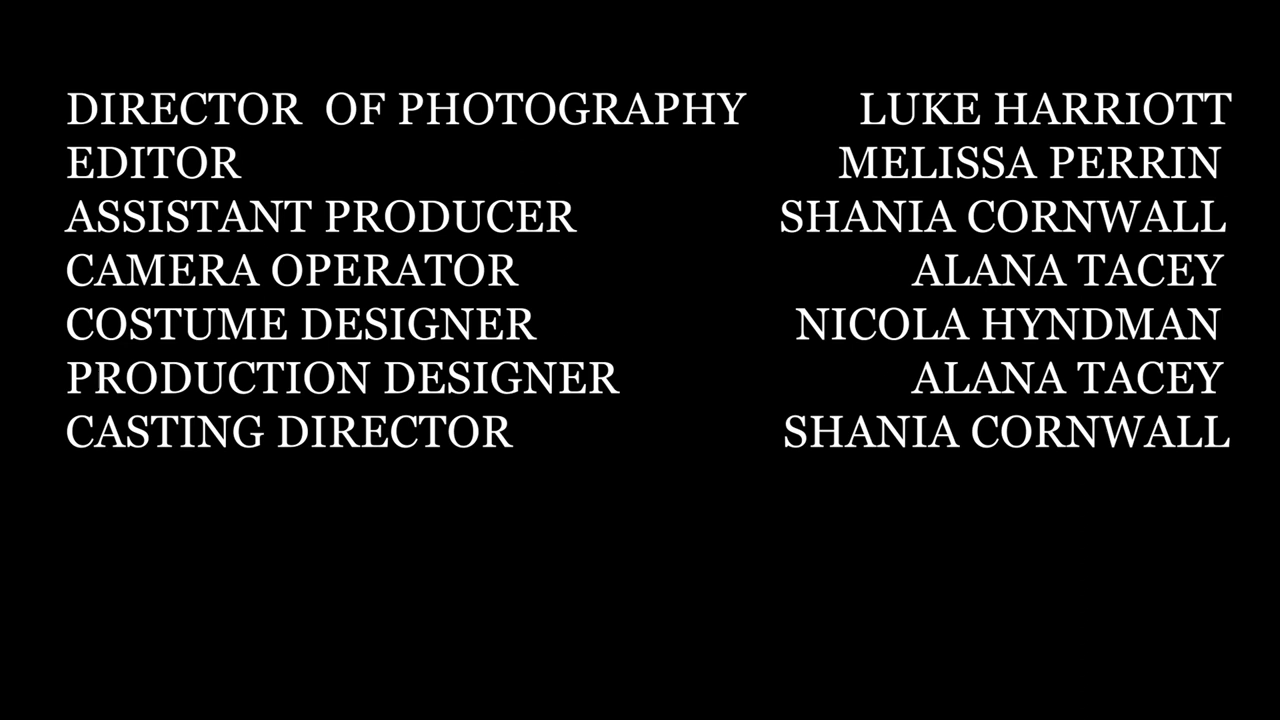 DIRECTOR OF PHOTOGRAPHY LUKE HARRIOTT
EDITOR MELISSA PERRIN
ASSISTANT PRODUCER SHANIA CORNWALL
CAMERA OPERATOR ALANA TACEY
COSTUME DESIGNER NICOLA HYNDMAN
PRODUCTION DESIGNER ALANA TACEY
CASTING DIRECTOR SHANIA CORNWALL